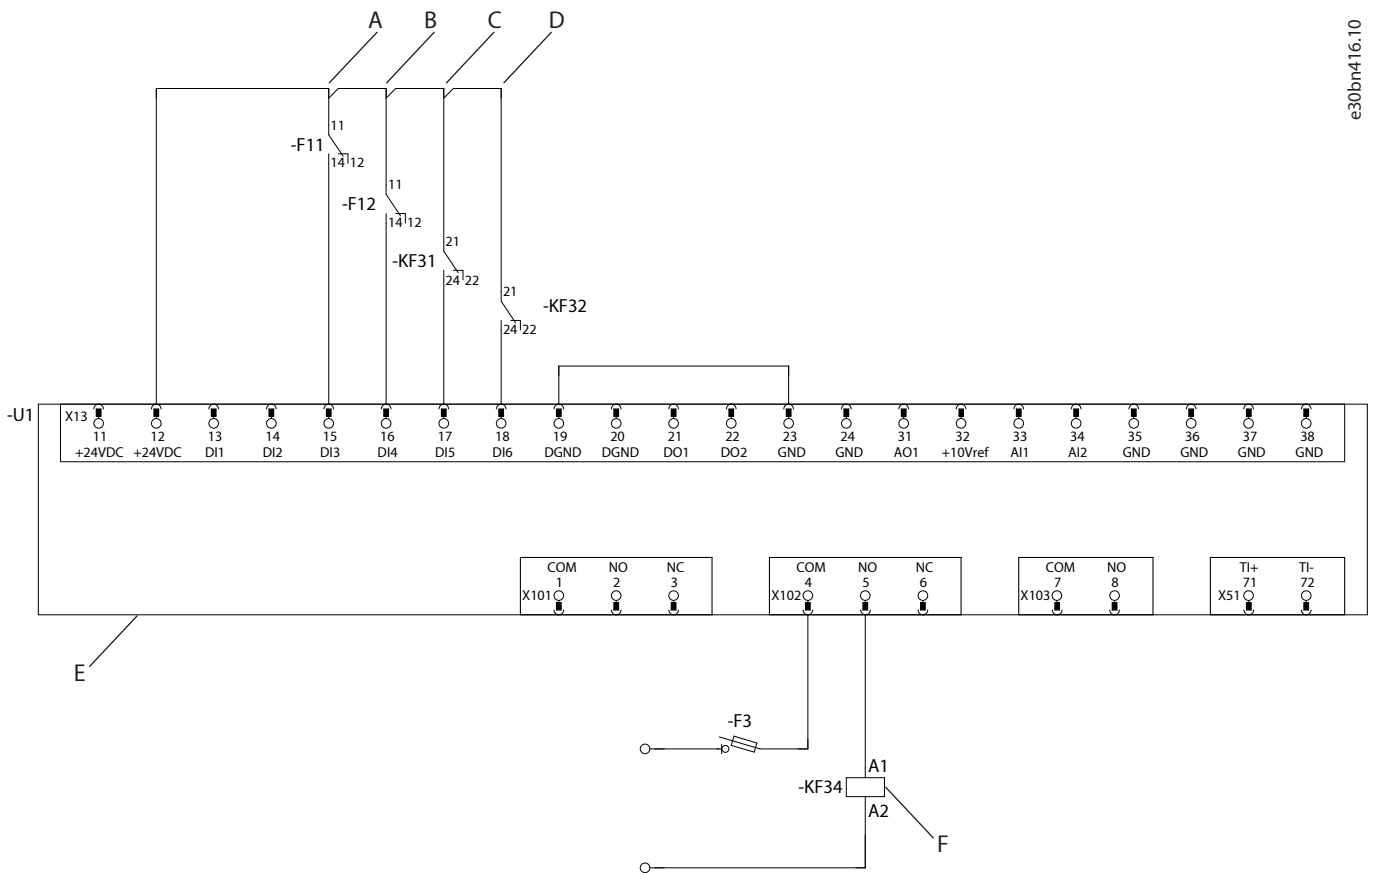 A B C D
e30bn416.10
11
-F11
14 12
11
-F12
14 12
21
-KF31
24 22
21
-KF32
24 22
-U1
X13
11 12 13 14 15 16 17 18 19 20 21 22 23 24 31 32 33 34 35 36 37 38
+24VDC +24VDC DI1 DI2 DI3 DI4 DI5 DI6 DGND DGND DO1 DO2 GND GND AO1 +10Vref AI1 AI2 GND GND GND GND
COM NO NC COM NO NC COM NO TI+ TI-
1 2 3 4 5 6 7 8 71 72
X101 X102 X103 X51
E
-F3
A1
-KF34
A2
F